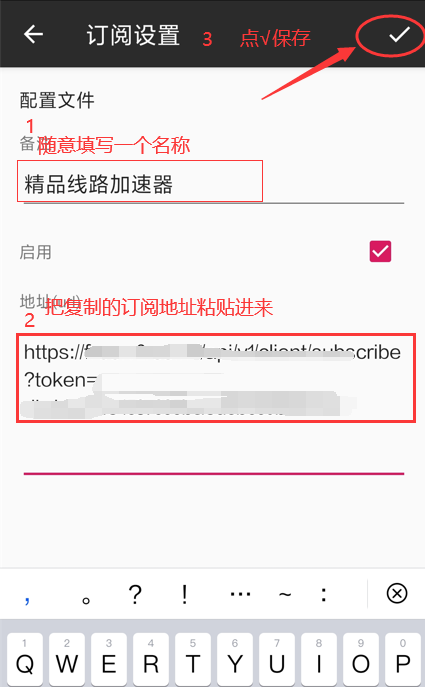 订阅设置
3 点√保存
配置文件
1
随意填写一个名称
精品线路加速器
启用
地址(url)
把复制的订阅地址粘贴进来
2
https://
/api/v1/client/subscribe
?token=
, 。 ? ! … ~ :
1 2 3 4 5 6 7 8 9 0
Q W E R T Y U I O P